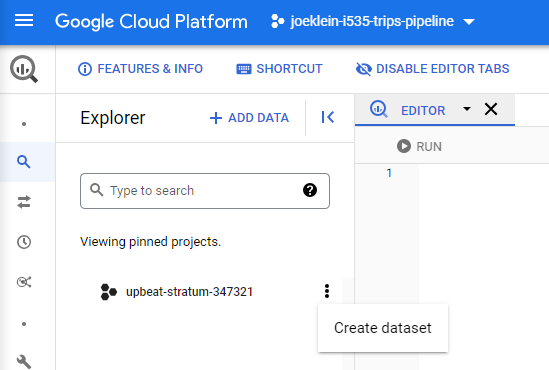 Google Cloud Platform
joeklein-i535-trips-pipeline
FEATURES & INFO
SHORTCUT
DISABLE EDITOR TABS
Explorer
+ ADD DATA
EDITOR
RUN
1
Type to search
Viewing pinned projects.
upbeat-stratum-347321
Create dataset